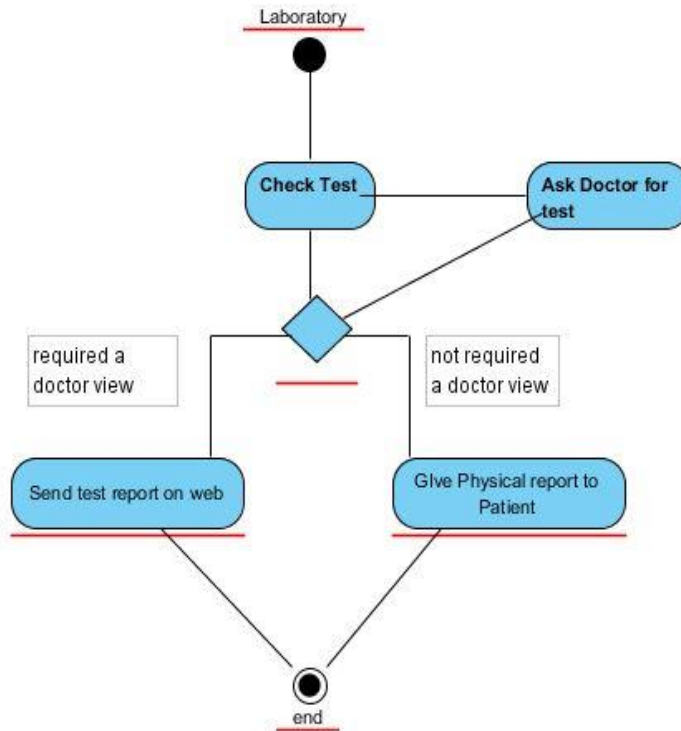 Laboratory
Check Test
Ask Doctor for
test
required a
doctor view
not required
a doctor view
Send test report on web
GIve Physical report to
Patient
end